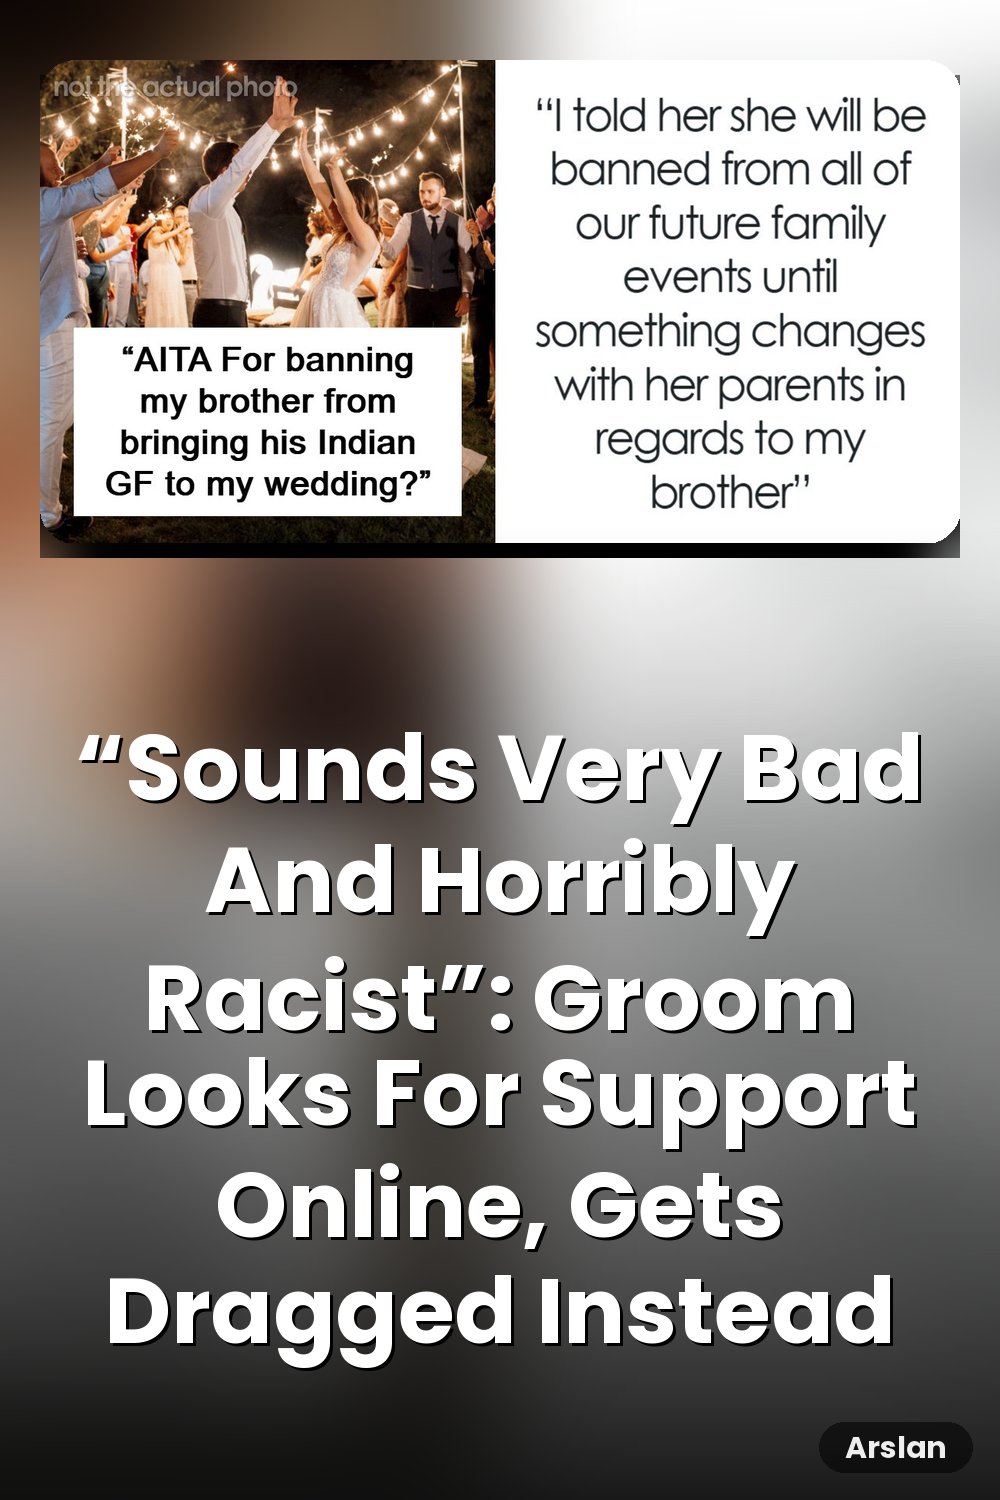 not the actual photo
“AITA For banning
my brother from
bringing his Indian
GF to my wedding?”
“I told her she will be
banned from all of
our future family
events until
something changes
with her parents in
regards to my
brother”
“Sounds Very Bad
And Horribly
Racist”: Groom
Looks For Support
Online, Gets
Dragged Instead
Arslan